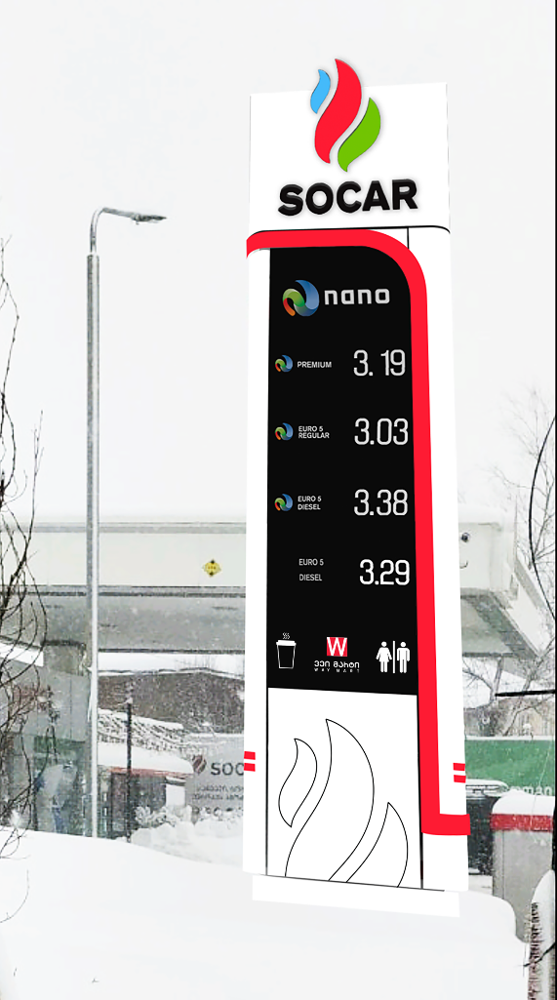 SOCAR
nano
PREMIUM 3.19
EURO 5
REGULAR 3.03
EURO 5
DIESEL 3.38
EURO 5
DIESEL 3.29
W
ᲕᲔᲘ ᲛᲐᲠᲢᲘ
WAY MART
SOC